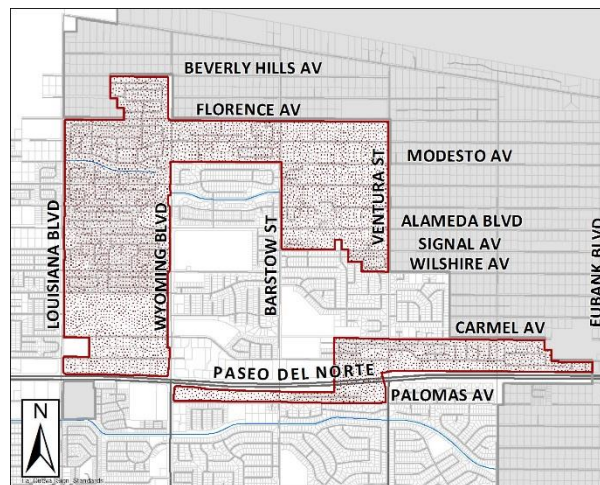 BEVERLY HILLS AV
FLORENCE AV
MODESTO AV
LOUISIANA BLVD
WYOMING BLVD
BARSTOW ST
VENTURA ST
ALAMEDA BLVD
SIGNAL AV
WILSHIRE AV
EUBANK BLVD
CARMEL AV
PASEO DEL NORTE
PALOMAS AV
N